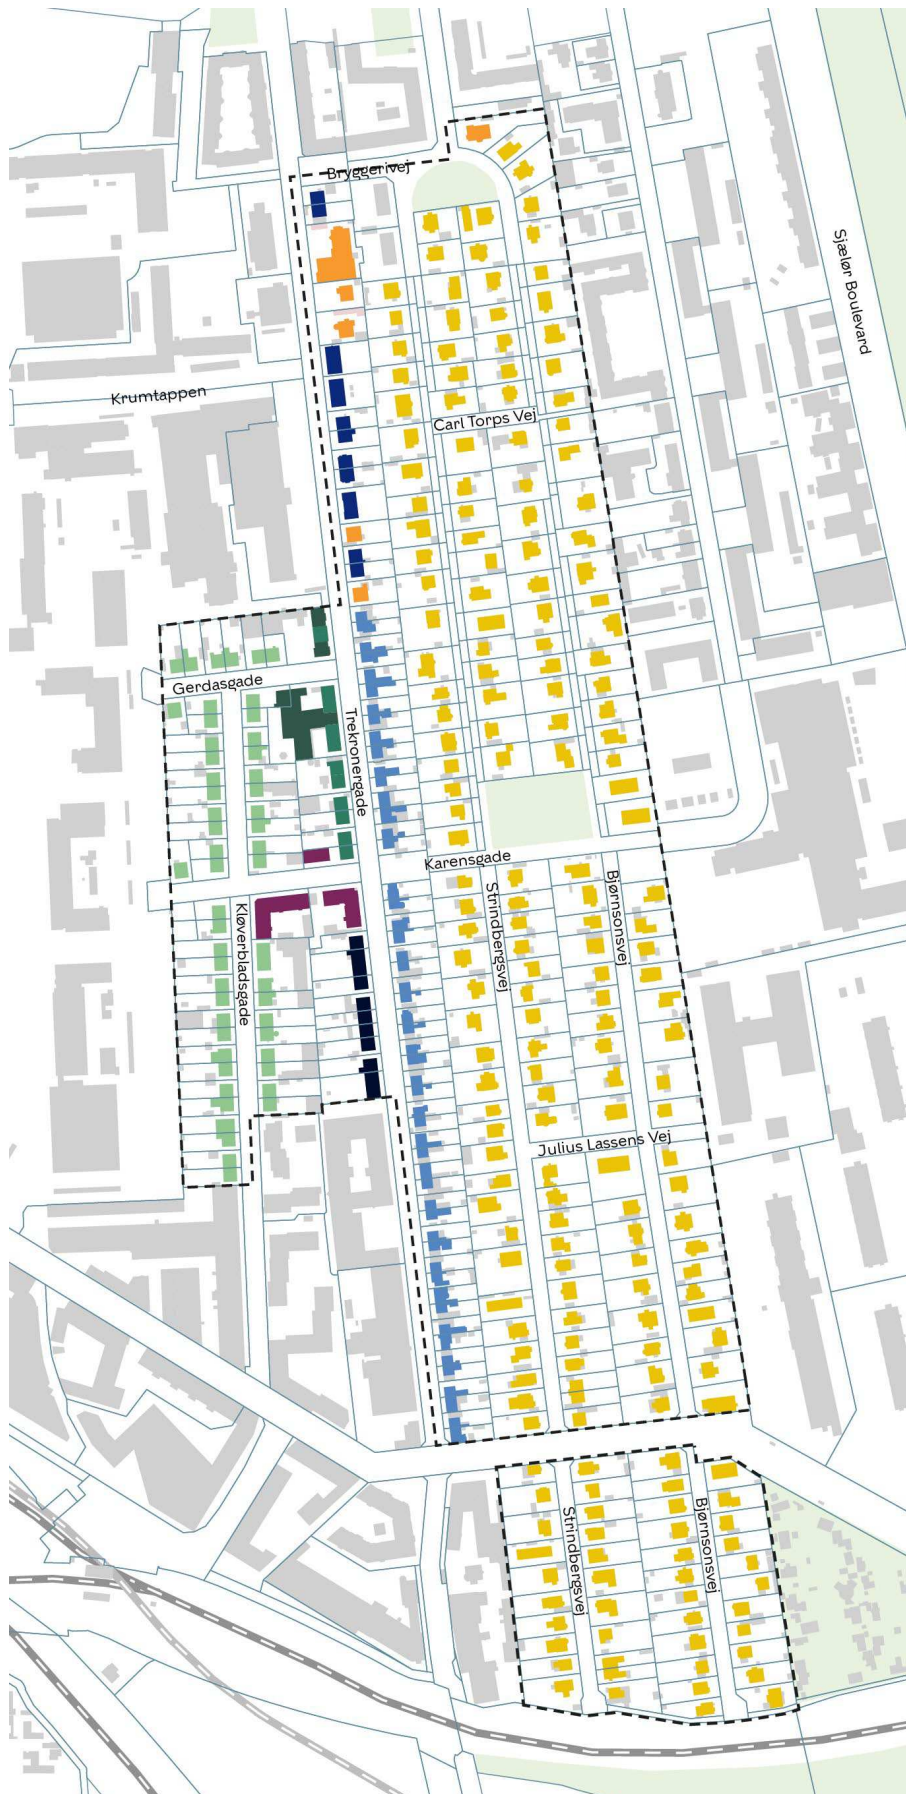 Bryggerivej
Sjælør Boulevard
Krumtappen
Carl Torps Vej
Gerdasgade
Trekronergade
Karensgade
Strindbergsvej
Bjørnsonsvej
Kløverbladsgade
Julius Lassens Vej
Strindbergsvej
Bjørnsonsvej